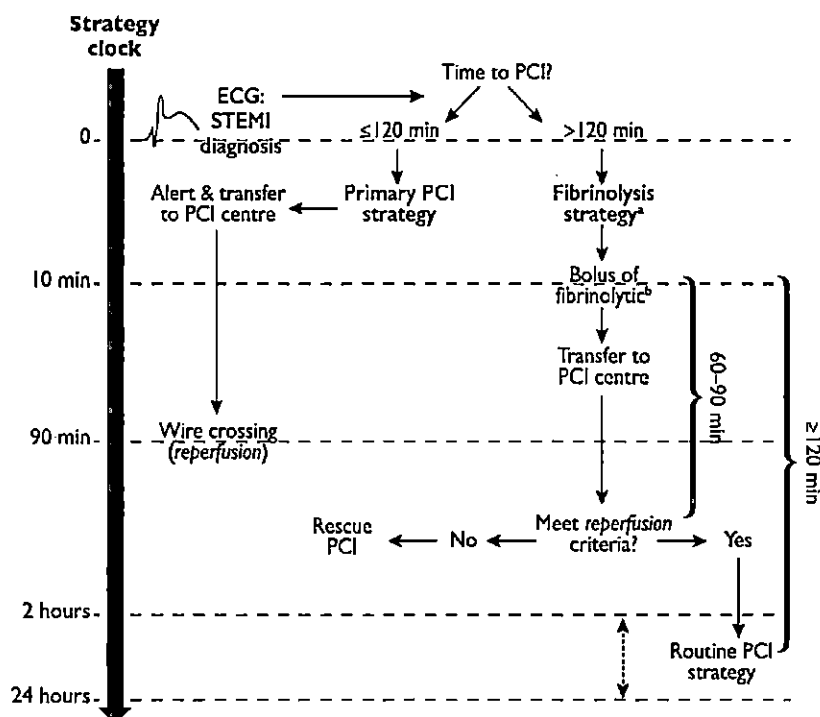 Strategy
clock
Time to PCI?
ECG:
STEMI
diagnosis
0
≤120 min
>120 min
Alert & transfer
to PCI centre
Primary PCI
strategy
Fibrinolysis
strategyᵃ
10 min
Bolus of
fibrinolyticᵇ
Transfer to
PCI centre
60–90 min
≥120 min
90 min
Wire crossing
(reperfusion)
Rescue
PCI
No
Meet reperfusion
criteria?
Yes
2 hours
Routine PCI
strategy
24 hours